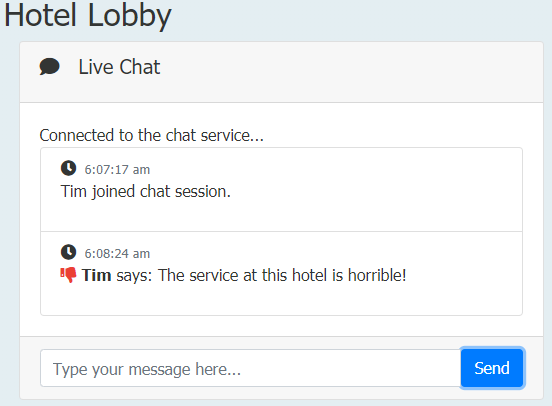 Hotel Lobby
Live Chat
Connected to the chat service...
6:07:17 am
Tim joined chat session.
6:08:24 am
Tim says: The service at this hotel is horrible!
Type your message here...
Send